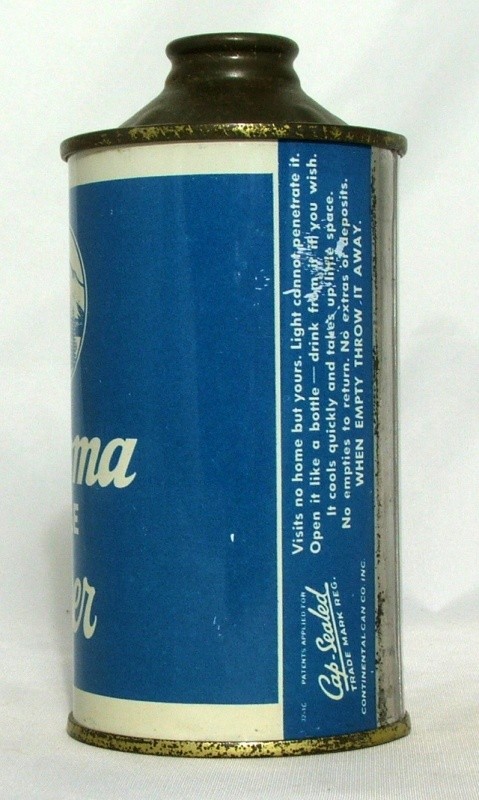 ma
E
er
Visits no home but yours. Light cannot penetrate it.
Open it like a bottle — drink from it if you wish.
It cools quickly and takes up little space.
No empties to return. No extras or deposits.
WHEN EMPTY THROW IT AWAY.
PATENTS APPLIED FOR
Cap-Sealed
TRADE MARK REG.
CONTINENTAL CAN CO. INC.